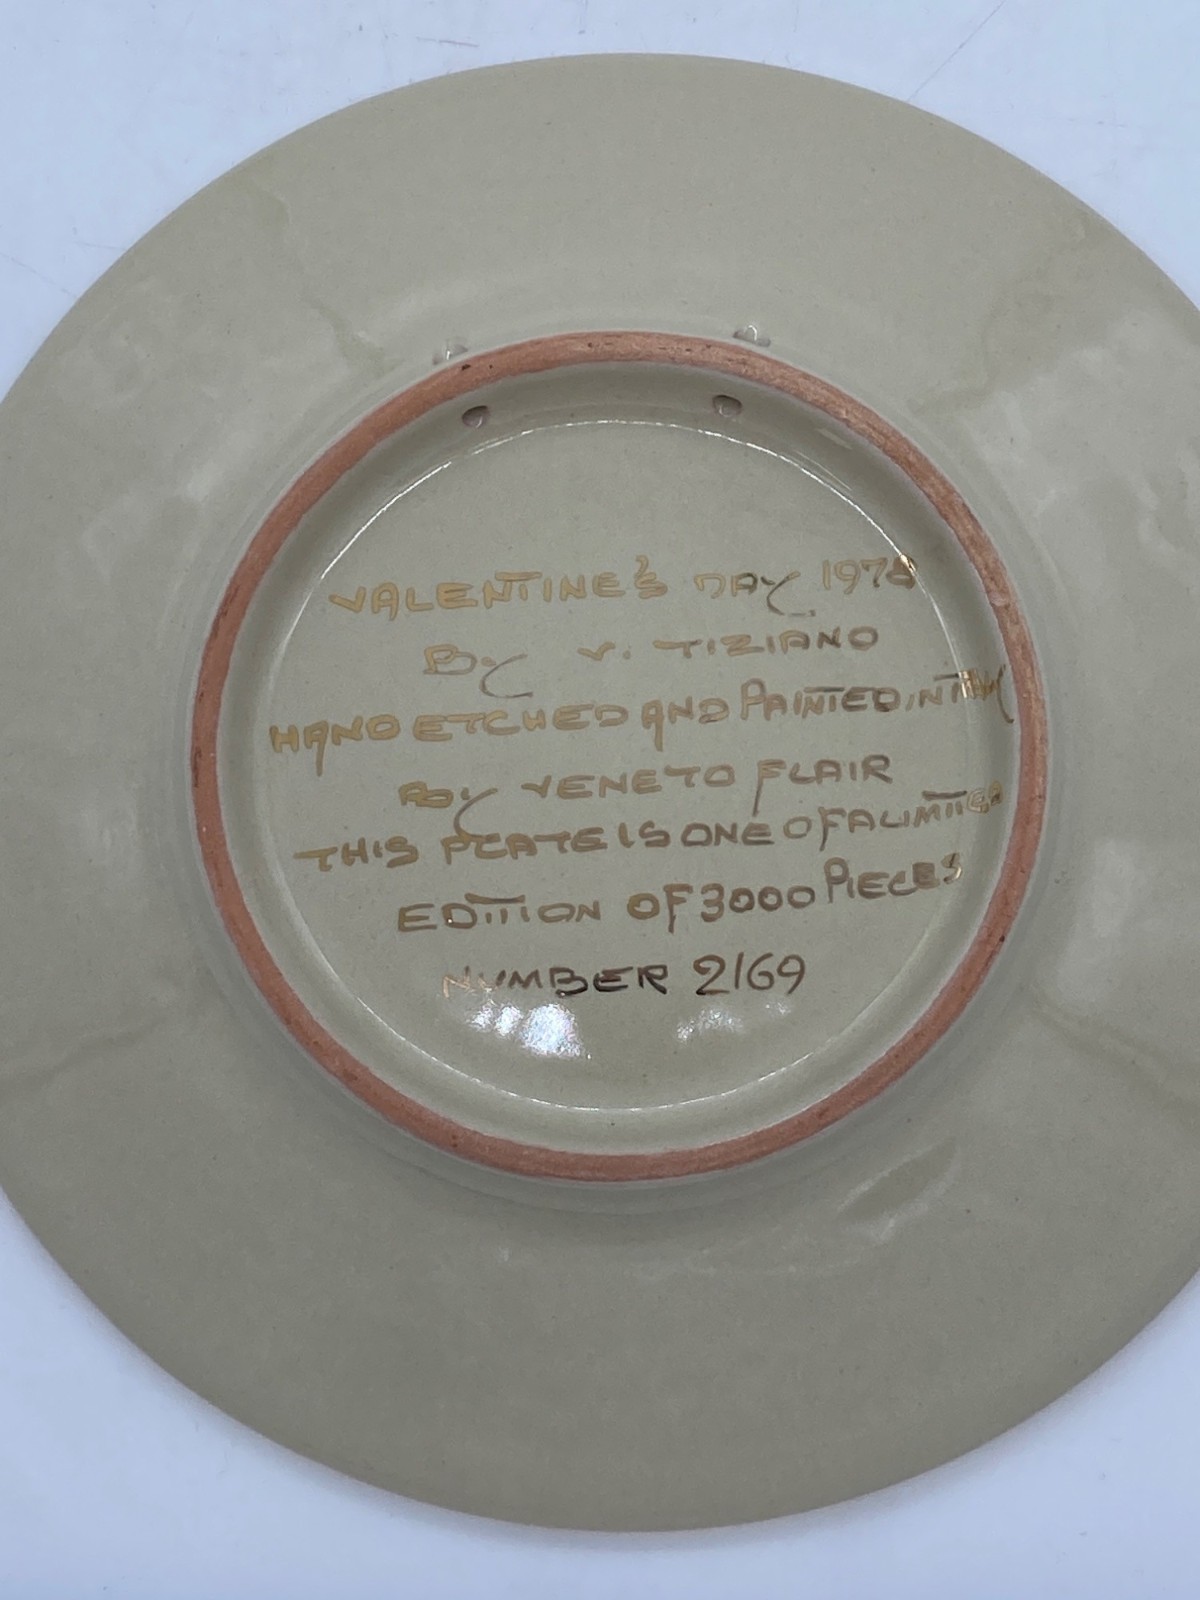 VALENTINE'S DAY 1978
By V. TIZIANO
HAND ETCHED AND PAINTED IN ITALY
By VENETO FLAIR
THIS PLATE IS ONE OF A LIMITED
EDITION OF 3000 PIECES
NUMBER 2169